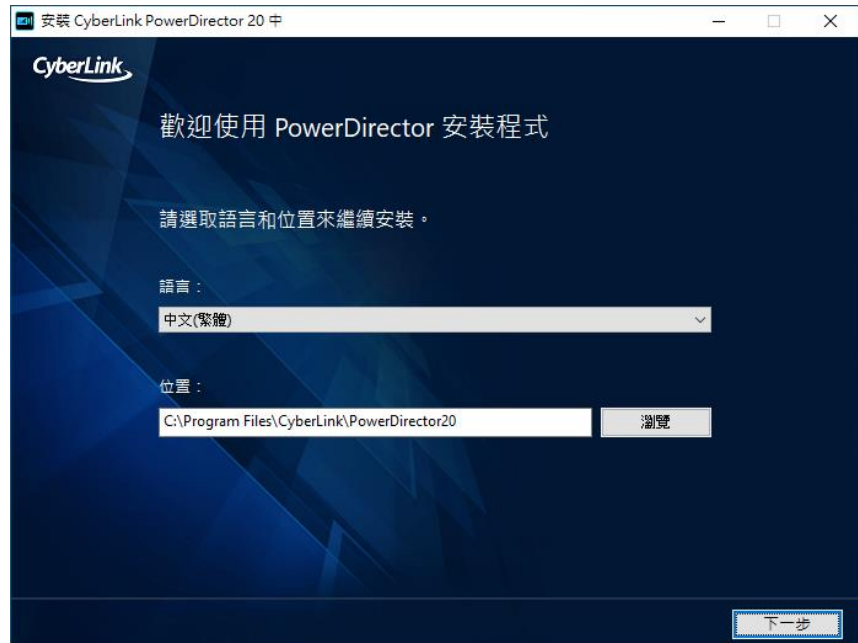 安裝 CyberLink PowerDirector 20 中
CyberLink
歡迎使用 PowerDirector 安裝程式
請選取語言和位置來繼續安裝。
語言：
中文(繁體)
位置：
C:\Program Files\CyberLink\PowerDirector20
瀏覽
下一步